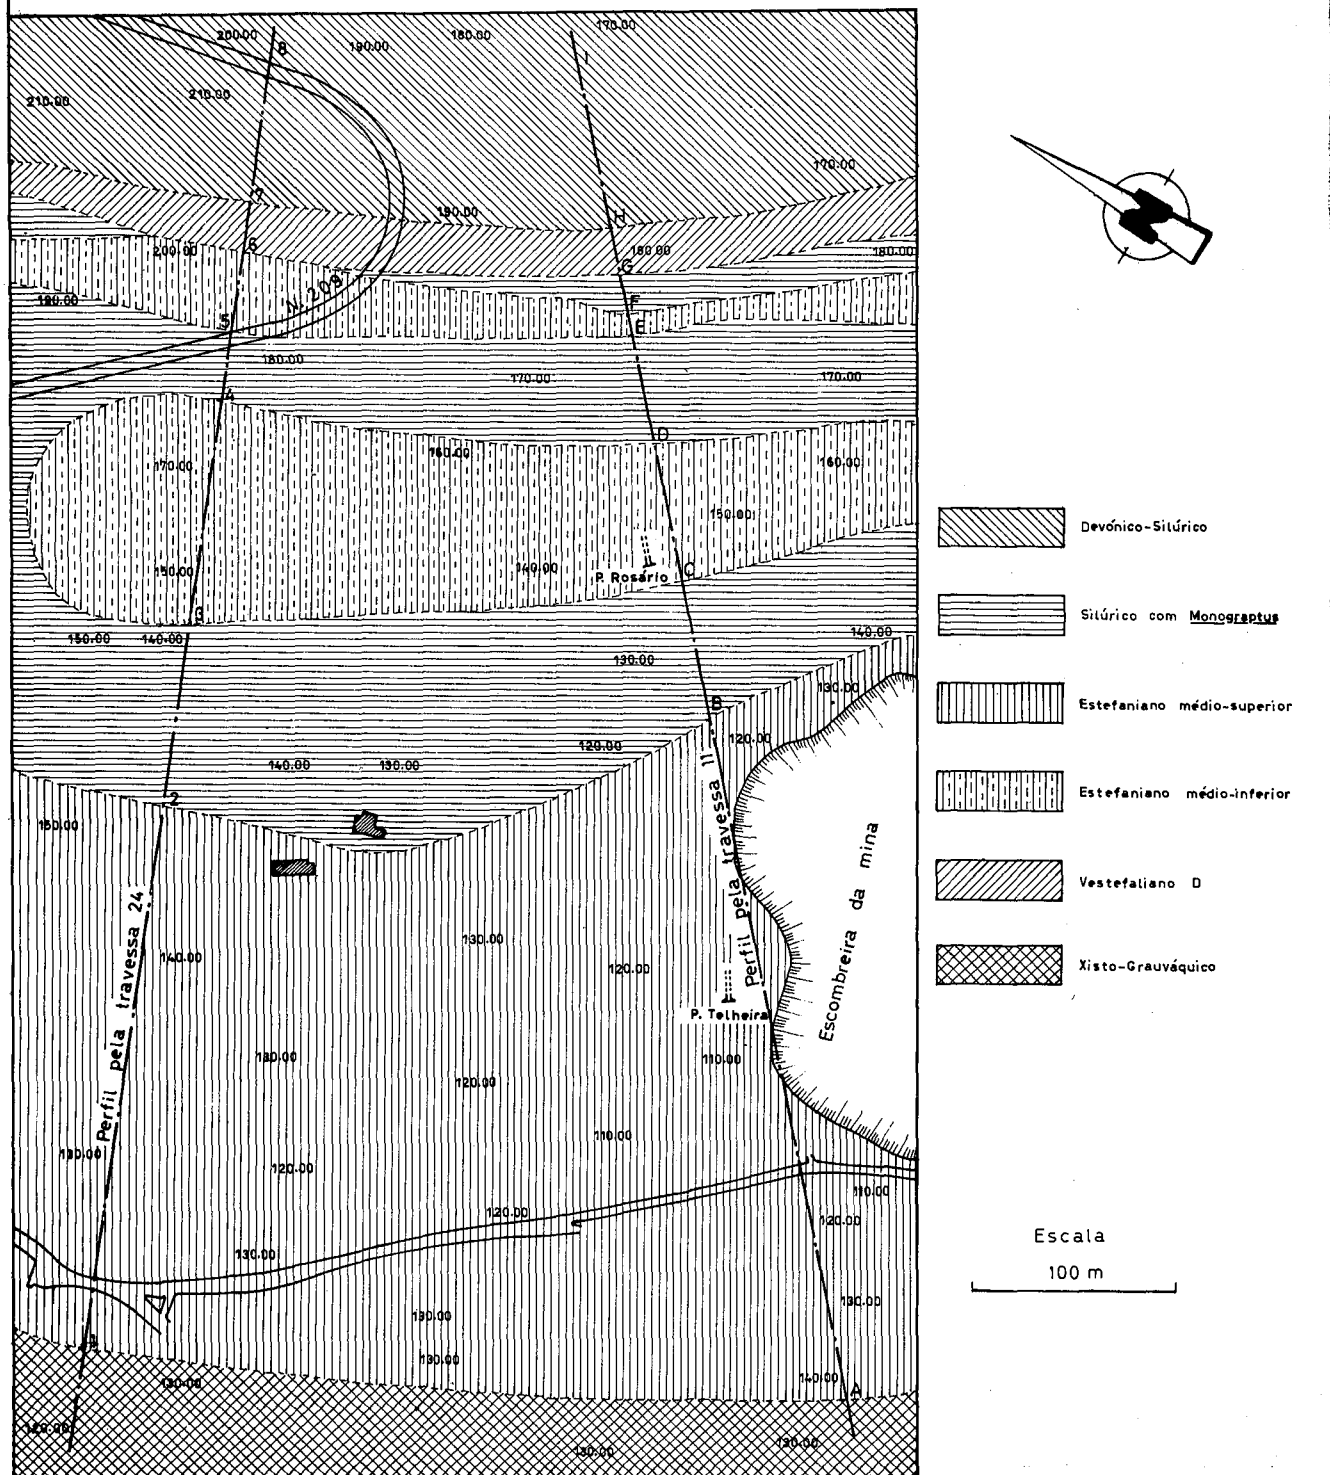 170.00
200.00
8
190.00
180.00
I
210.00
210.00
170.00
7
190.00
H
200.00
6
180.00
180.00
G
190.00
N. 209
F
5
E
180.00
170.00
170.00
4
D
170.00
160.00
160.00
150.00
150.00
140.00
P. Rosário
C
3
150.00
140.00
140.00
130.00
130.00
B
120.00
120.00
140.00
130.00
2
150.00
Perfil pela travessa 11
Escombreira da mina
Perfil pela travessa 24
130.00
140.00
120.00
P. Telheira
130.00
110.00
120.00
110.00
130.00
120.00
110.00
120.00
120.00
130.00
130.00
130.00
1
130.00
140.00
A
130.00
120.00
130.00
130.00
Devónico-Silúrico
Silúrico com Monograptus
Estefaniano médio-superior
Estefaniano médio-inferior
Vestefaliano D
Xisto-Grauváquico
Escala
100 m